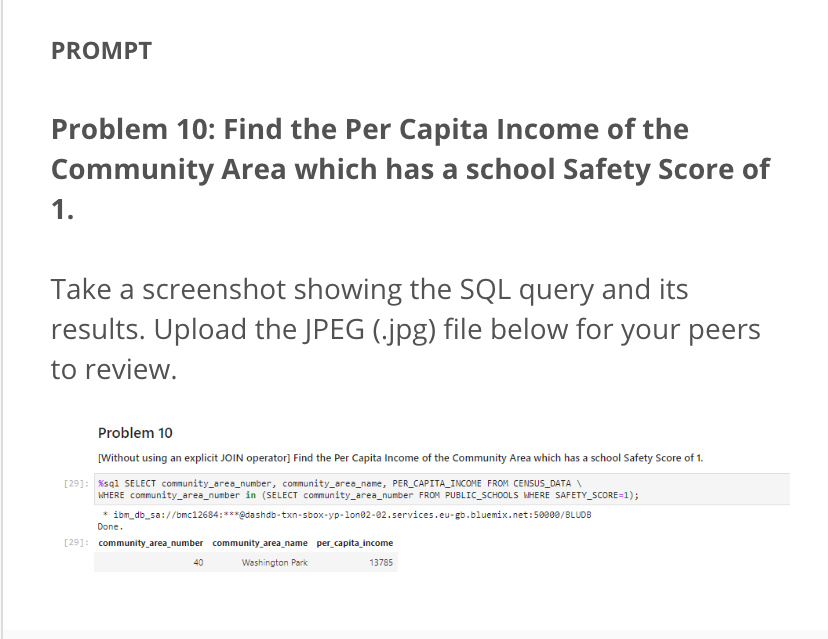 PROMPT
Problem 10: Find the Per Capita Income of the
Community Area which has a school Safety Score of
1.
Take a screenshot showing the SQL query and its
results. Upload the JPEG (.jpg) file below for your peers
to review.
Problem 10
[Without using an explicit JOIN operator] Find the Per Capita Income of the Community Area which has a school Safety Score of 1.
[29]: %sql SELECT community_area_number, community_area_name, PER_CAPITA_INCOME FROM CENSUS_DATA \
WHERE community_area_number in (SELECT community_area_number FROM PUBLIC_SCHOOLS WHERE SAFETY_SCORE=1);
* ibm_db_sa://bmc12684:***@dashdb-txn-sbox-yp-lon02-02.services.eu-gb.bluemix.net:50000/BLUDB
Done.
[29]: community_area_number community_area_name per_capita_income
40 Washington Park 13785